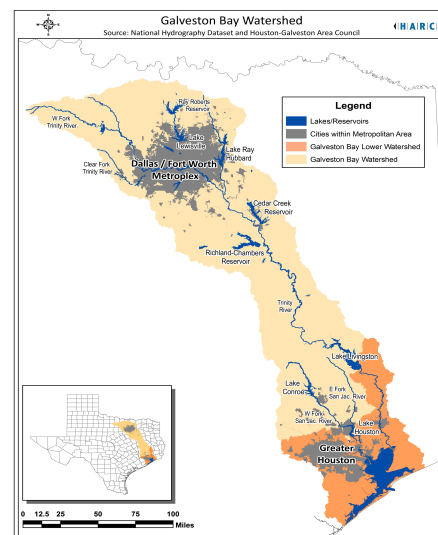 Galveston Bay Watershed
Source: National Hydrography Dataset and Houston-Galveston Area Council
HARC
Legend
Lakes/Reservoirs
Cities within Metropolitan Area
Galveston Bay Lower Watershed
Galveston Bay Watershed
W Fork
Trinity River
Ray Roberts
Reservoir
Lake
Lewisville
Lake Ray
Hubbard
Clear Fork
Trinity River
Dallas / Fort Worth
Metroplex
Cedar Creek
Reservoir
Richland-Chambers
Reservoir
Trinity
River
Lake Livingston
Lake
Conroe
E Fork
San Jac. River
W Fork
San Jac. River
Lake
Houston
Greater
Houston
0 12.5 25 50 75 100
Miles